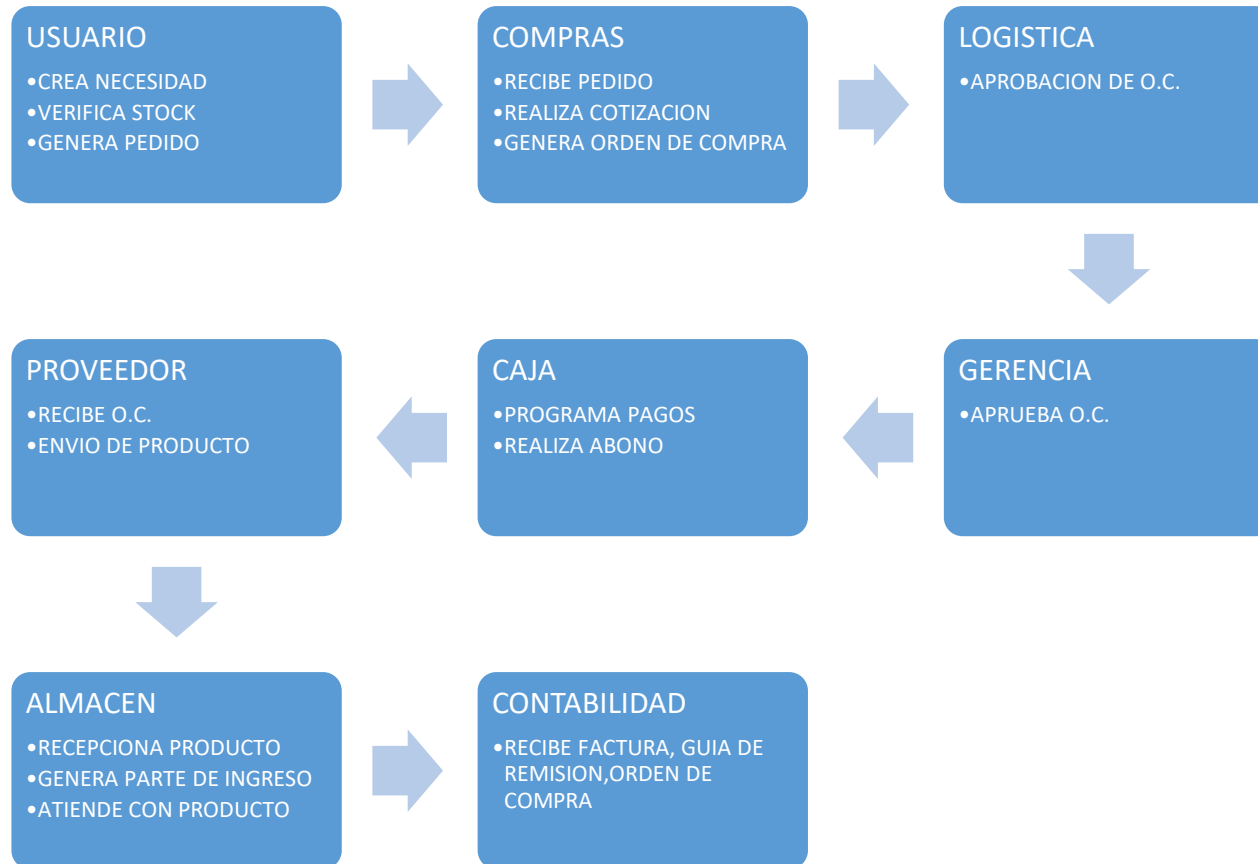 USUARIO
•CREA NECESIDAD
•VERIFICA STOCK
•GENERA PEDIDO
COMPRAS
•RECIBE PEDIDO
•REALIZA COTIZACION
•GENERA ORDEN DE COMPRA
LOGISTICA
•APROBACION DE O.C.
GERENCIA
•APRUEBA O.C.
CAJA
•PROGRAMA PAGOS
•REALIZA ABONO
PROVEEDOR
•RECIBE O.C.
•ENVIO DE PRODUCTO
ALMACEN
•RECEPCIONA PRODUCTO
•GENERA PARTE DE INGRESO
•ATIENDE CON PRODUCTO
CONTABILIDAD
•RECIBE FACTURA, GUIA DE
REMISION,ORDEN DE
COMPRA